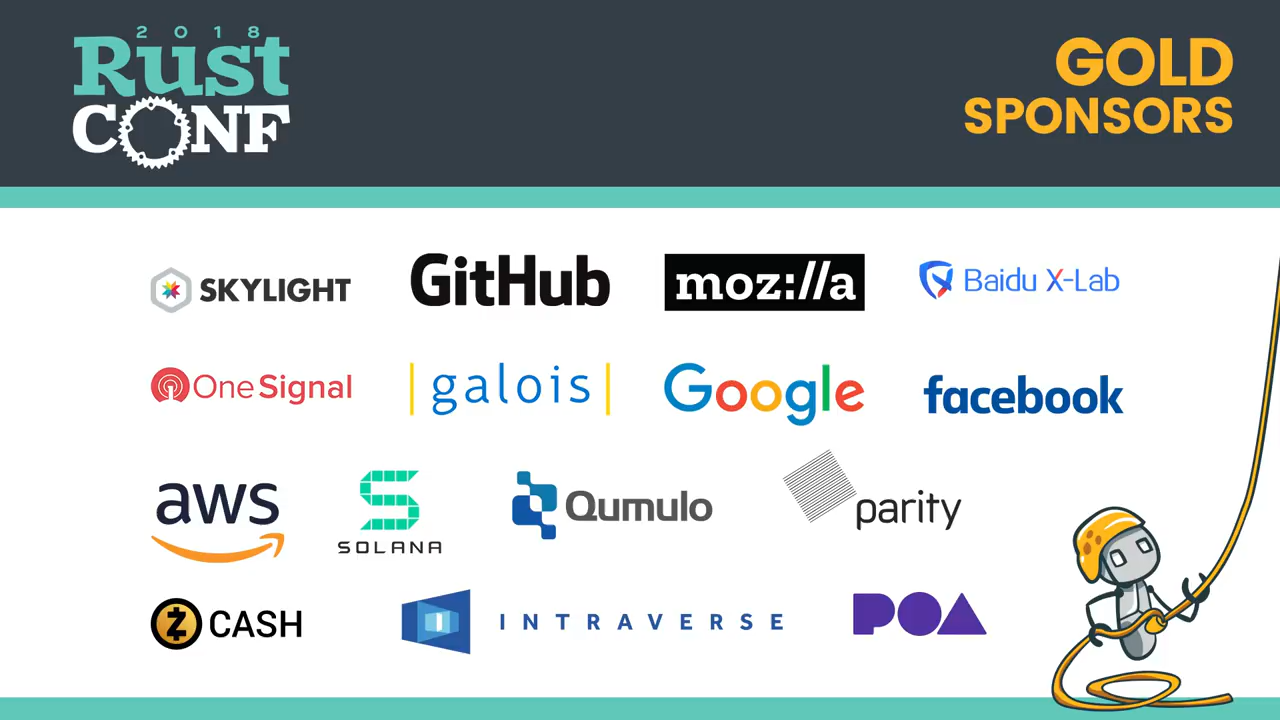 2018
Rust
CONF
GOLD
SPONSORS
SKYLIGHT
GitHub
moz://a
Baidu X-Lab
OneSignal
|galois|
Google
facebook
aws
SOLANA
Qumulo
parity
CASH
INTRAVERSE
POA